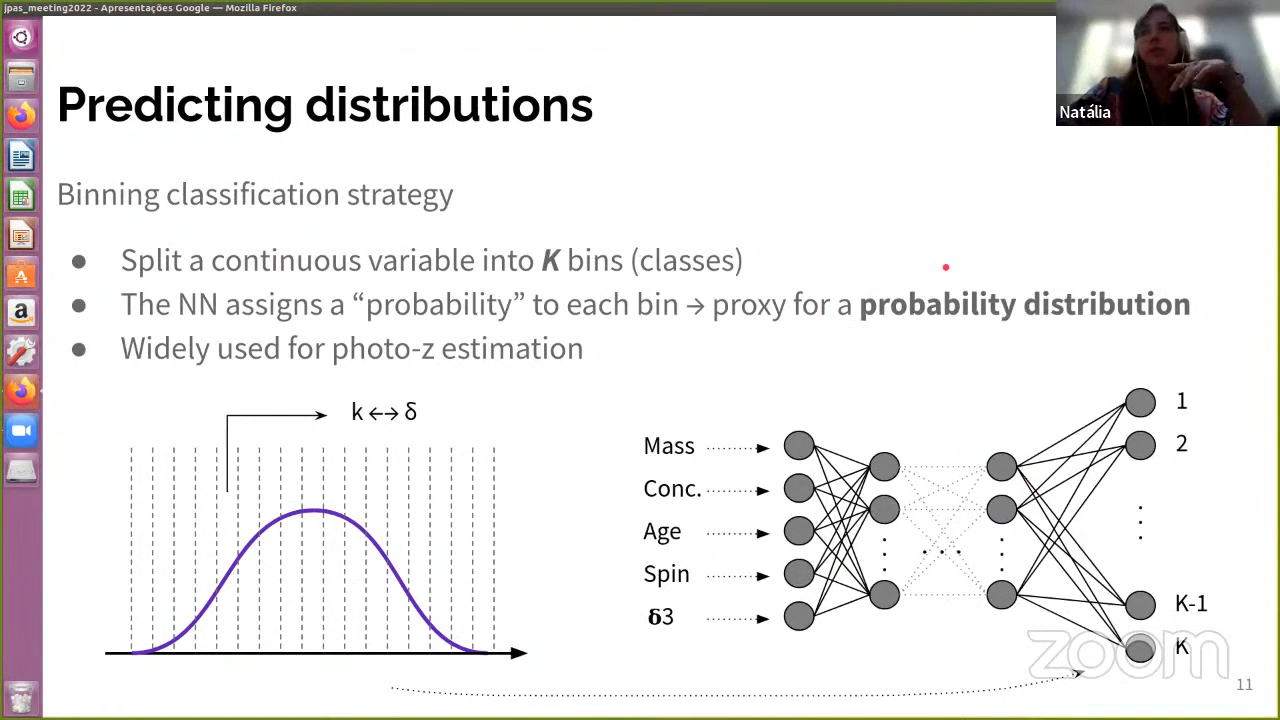 jpas_meeting2022 - Apresentações Google — Mozilla Firefox
Natália
Predicting distributions
Binning classification strategy
● Split a continuous variable into K bins (classes)
● The NN assigns a “probability” to each bin → proxy for a probability distribution
● Widely used for photo-z estimation
k ↔ δ
Mass
Conc.
Age
Spin
δ3
1
2
K-1
K
zoom
11